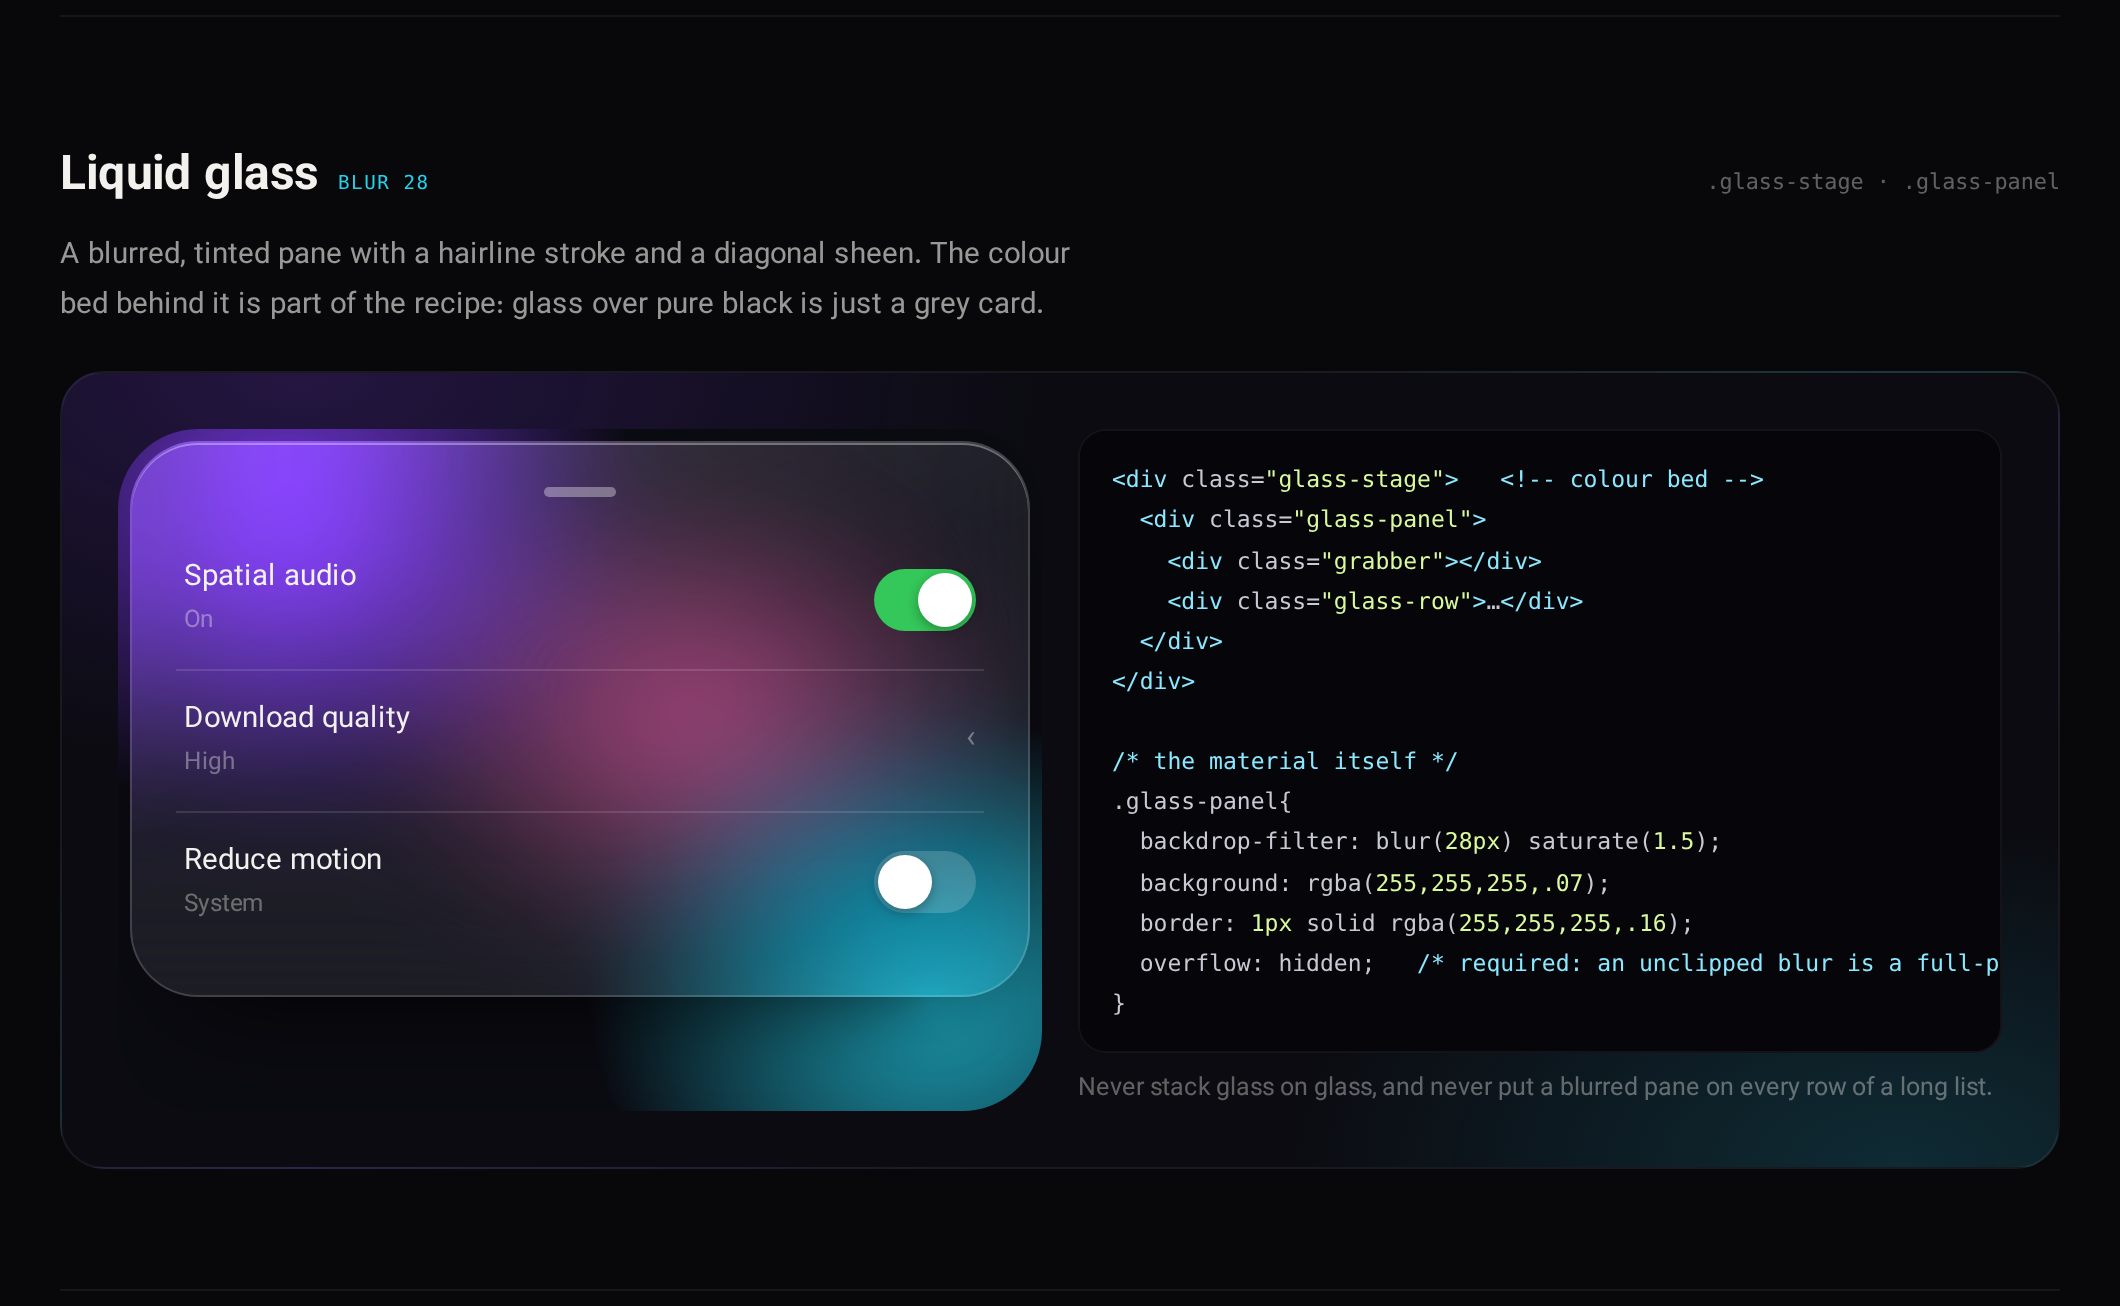 Liquid glass BLUR 28
.glass-stage · .glass-panel
A blurred, tinted pane with a hairline stroke and a diagonal sheen. The colour
bed behind it is part of the recipe: glass over pure black is just a grey card.
Spatial audio
On
Download quality
High
‹
Reduce motion
System
<div class="glass-stage">   <!-- colour bed -->
  <div class="glass-panel">
    <div class="grabber"></div>
    <div class="glass-row">…</div>
  </div>
</div>

/* the material itself */
.glass-panel{
  backdrop-filter: blur(28px) saturate(1.5);
  background: rgba(255,255,255,.07);
  border: 1px solid rgba(255,255,255,.16);
  overflow: hidden;   /* required: an unclipped blur is a full-p
}
Never stack glass on glass, and never put a blurred pane on every row of a long list.